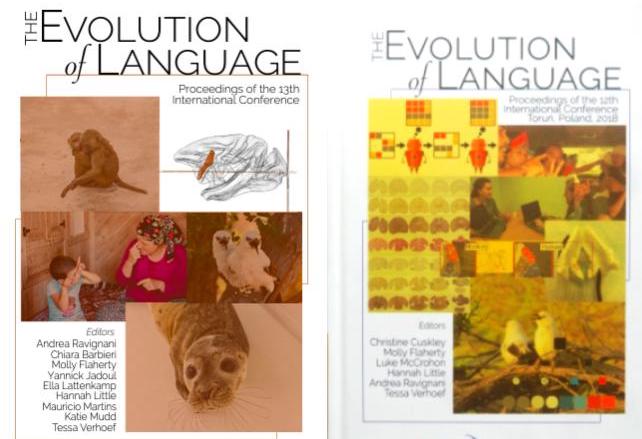 THE EVOLUTION
of LANGUAGE
Proceedings of the 13th
International Conference
Editors
Andrea Ravignani
Chiara Barbieri
Molly Flaherty
Yannick Jadoul
Ella Lattenkamp
Hannah Little
Mauricio Martins
Katie Mudd
Tessa Verhoef
THE EVOLUTION
of LANGUAGE
Proceedings of the 12th
International Conference
Toruń, Poland, 2018
Editors
Christine Cuskley
Molly Flaherty
Luke McCrohon
Hannah Little
Andrea Ravignani
Tessa Verhoef